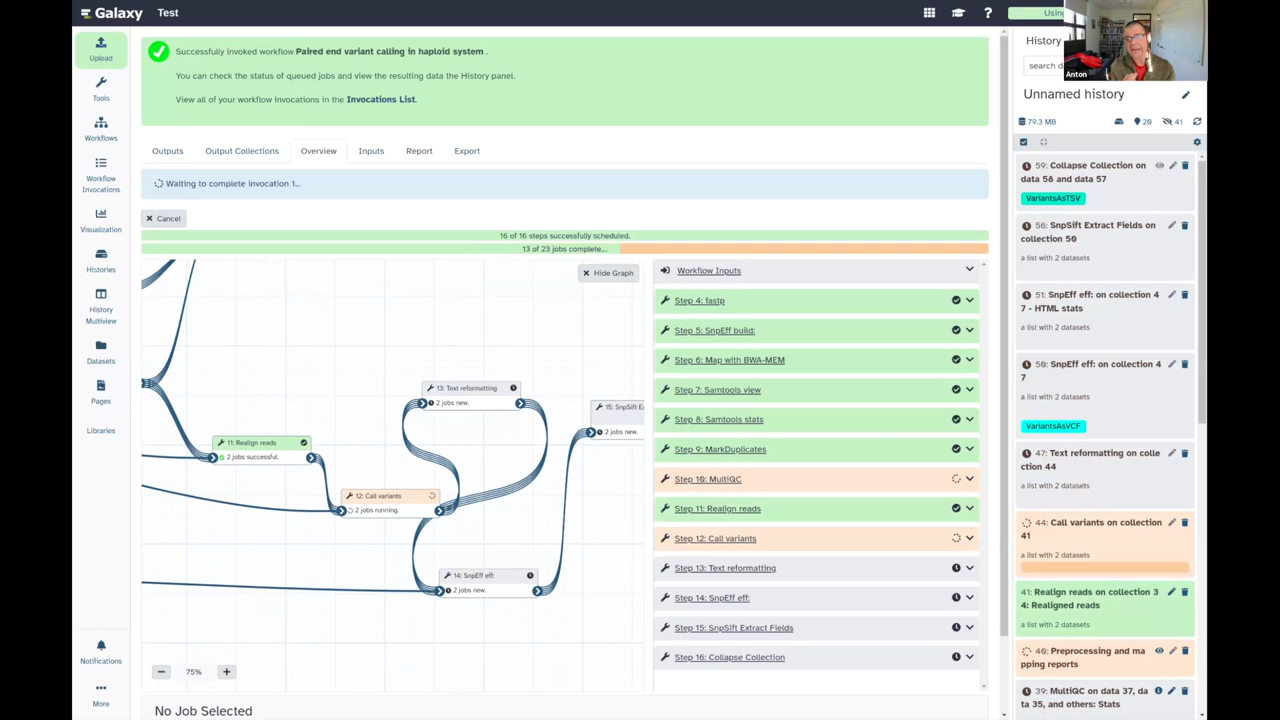 Galaxy
Test
Using
Upload
Tools
Workflows
Workflow
Invocations
Visualization
Histories
History
Multiview
Datasets
Pages
Libraries
Notifications
More
Successfully invoked workflow Paired end variant calling in haploid system .
You can check the status of queued jobs and view the resulting data the History panel.
View all of your workflow invocations in the Invocations List.
Outputs
Output Collections
Overview
Inputs
Report
Export
Waiting to complete invocation 1...
Cancel
16 of 16 steps successfully scheduled.
13 of 23 jobs complete...
Hide Graph
13: Text reformatting
2 jobs new.
15: SnpSift E
2 jobs new.
11: Realign reads
2 jobs successful.
12: Call variants
2 jobs running.
14: SnpEff eff:
2 jobs new.
75%
Workflow Inputs
Step 4: fastp
Step 5: SnpEff build:
Step 6: Map with BWA-MEM
Step 7: Samtools view
Step 8: Samtools stats
Step 9: MarkDuplicates
Step 10: MultiQC
Step 11: Realign reads
Step 12: Call variants
Step 13: Text reformatting
Step 14: SnpEff eff:
Step 15: SnpSift Extract Fields
Step 16: Collapse Collection
No Job Selected
History
search da
Anton
Unnamed history
79.3 MB
20
41
59: Collapse Collection on
data 58 and data 57
VariantsAsTSV
56: SnpSift Extract Fields on
collection 50
a list with 2 datasets
51: SnpEff eff: on collection 4
7 - HTML stats
a list with 2 datasets
50: SnpEff eff: on collection 4
7
a list with 2 datasets
VariantsAsVCF
47: Text reformatting on colle
ction 44
a list with 2 datasets
44: Call variants on collection
41
a list with 2 datasets
41: Realign reads on collection 3
4: Realigned reads
a list with 2 datasets
40: Preprocessing and ma
pping reports
39: MultiQC on data 37, da
ta 35, and others: Stats